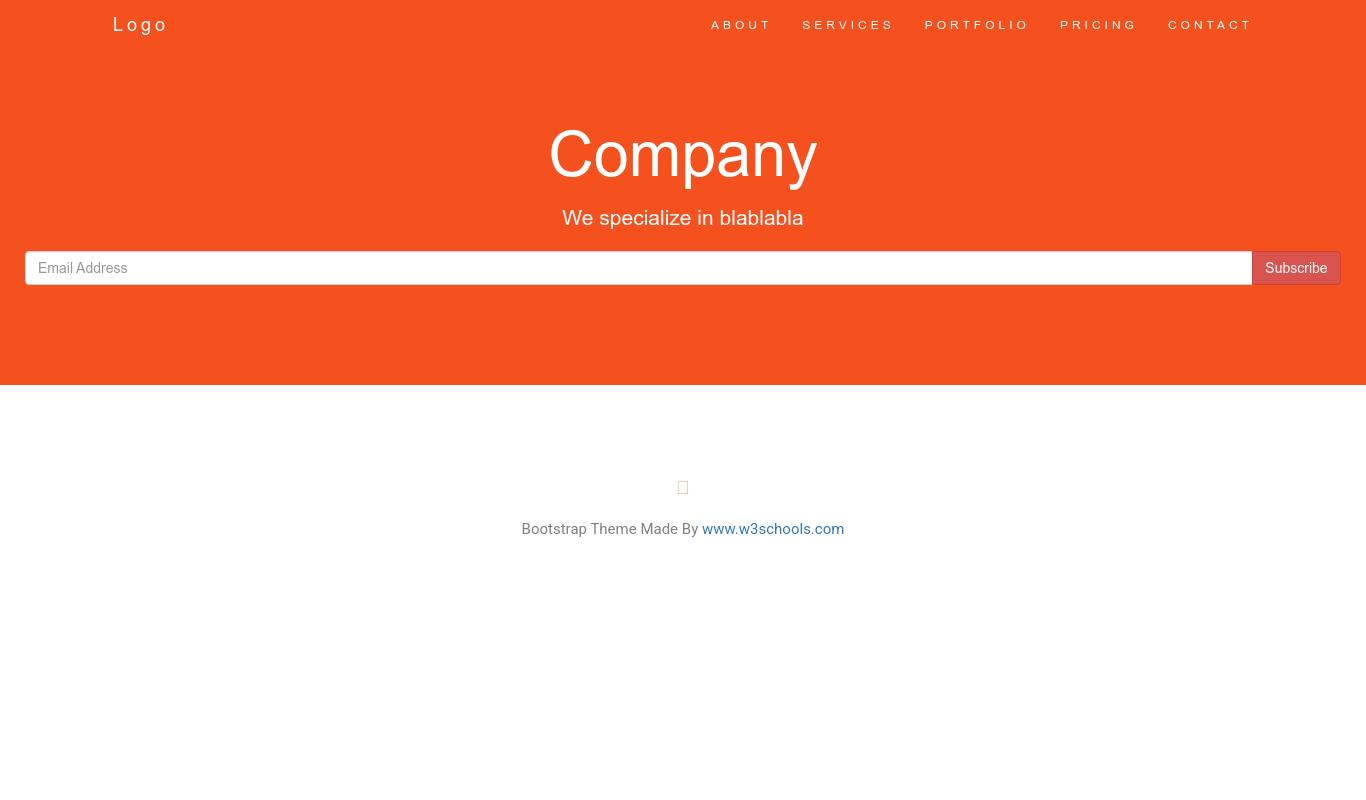 Logo
ABOUT SERVICES PORTFOLIO PRICING CONTACT
Company
We specialize in blablabla
Email Address Subscribe
Bootstrap Theme Made By www.w3schools.com